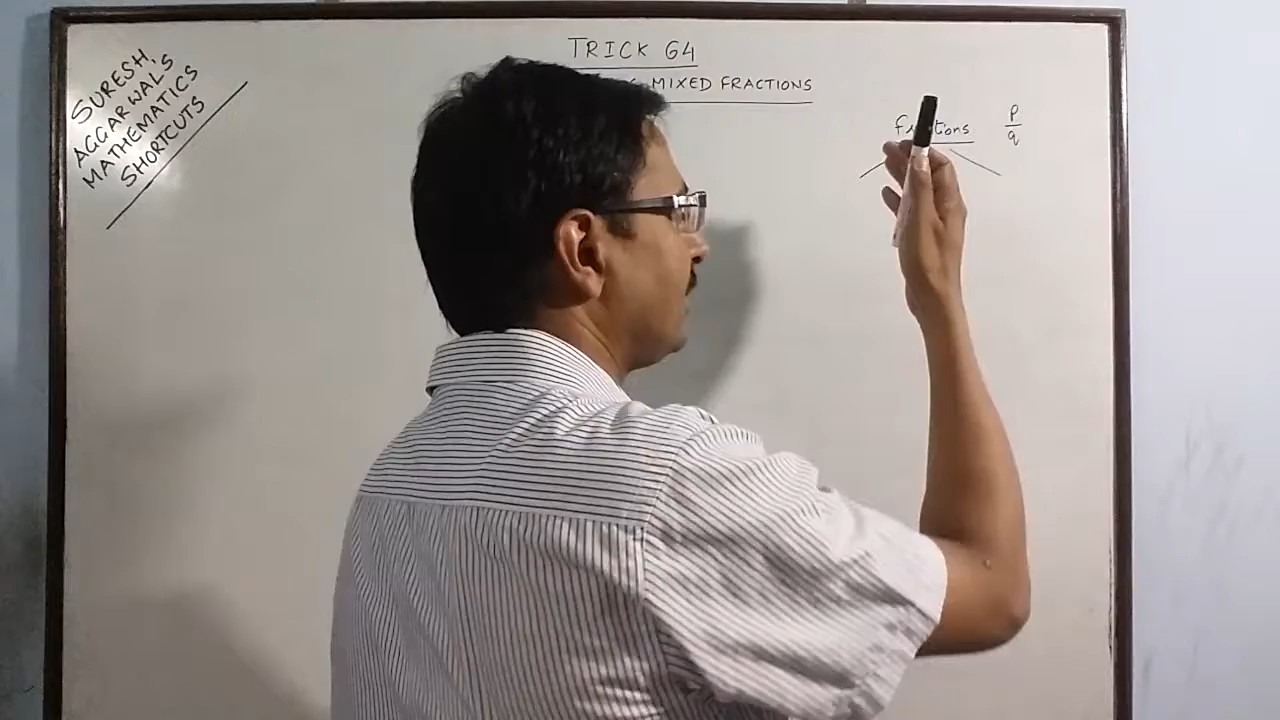 SURESH
AGGARWAL'S
MATHEMATICS
SHORTCUTS
TRICK 64
MIXED FRACTIONS
P
q